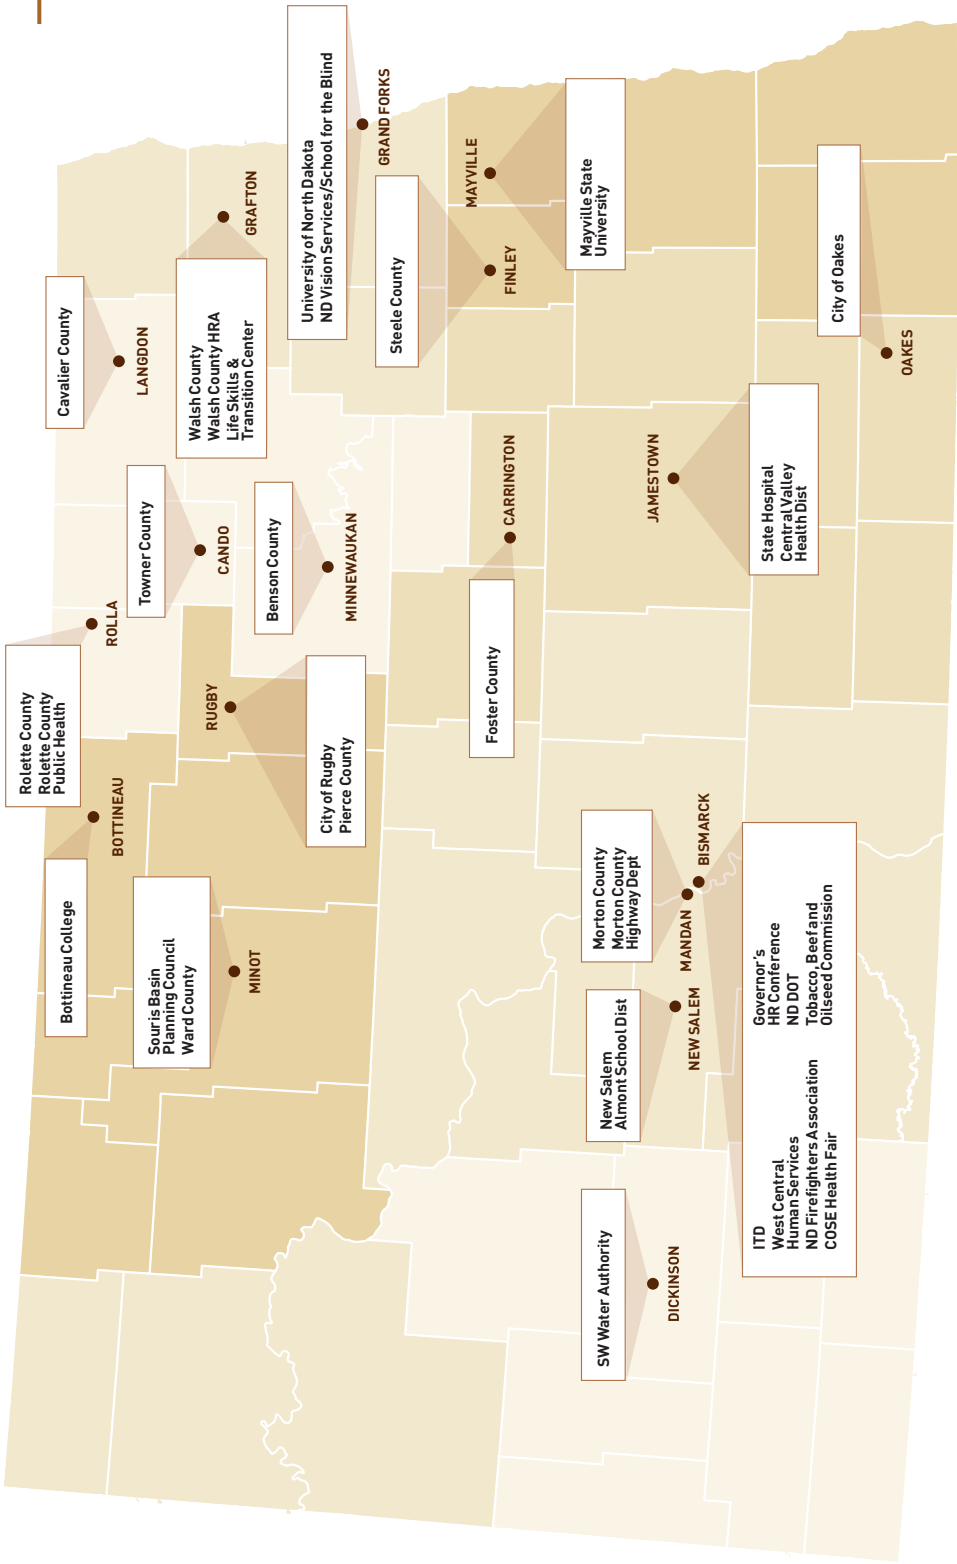 Bottineau College
BOTTINEAU
Rolette County
Rolette County
Public Health
ROLLA
Cavalier County
LANGDON
Towner County
CANDO
Walsh County
Walsh County HRA
Life Skills &
Transition Center
GRAFTON
Souris Basin
Planning Council
Ward County
MINOT
RUGBY
City of Rugby
Pierce County
Benson County
MINNEWAUKAN
University of North Dakota
ND Vision Services/School for the Blind
GRAND FORKS
Steele County
FINLEY
MAYVILLE
Mayville State
University
Foster County
CARRINGTON
SW Water Authority
DICKINSON
New Salem
Almont School Dist
NEW SALEM
Morton County
Morton County
Highway Dept
MANDAN
BISMARCK
ITD
West Central
Human Services
ND Firefighters Association
COSE Health Fair
Governor's
HR Conference
ND DOT
Tobacco, Beef and
Oilseed Commission
JAMESTOWN
State Hospital
Central Valley
Health Dist
City of Oakes
OAKES